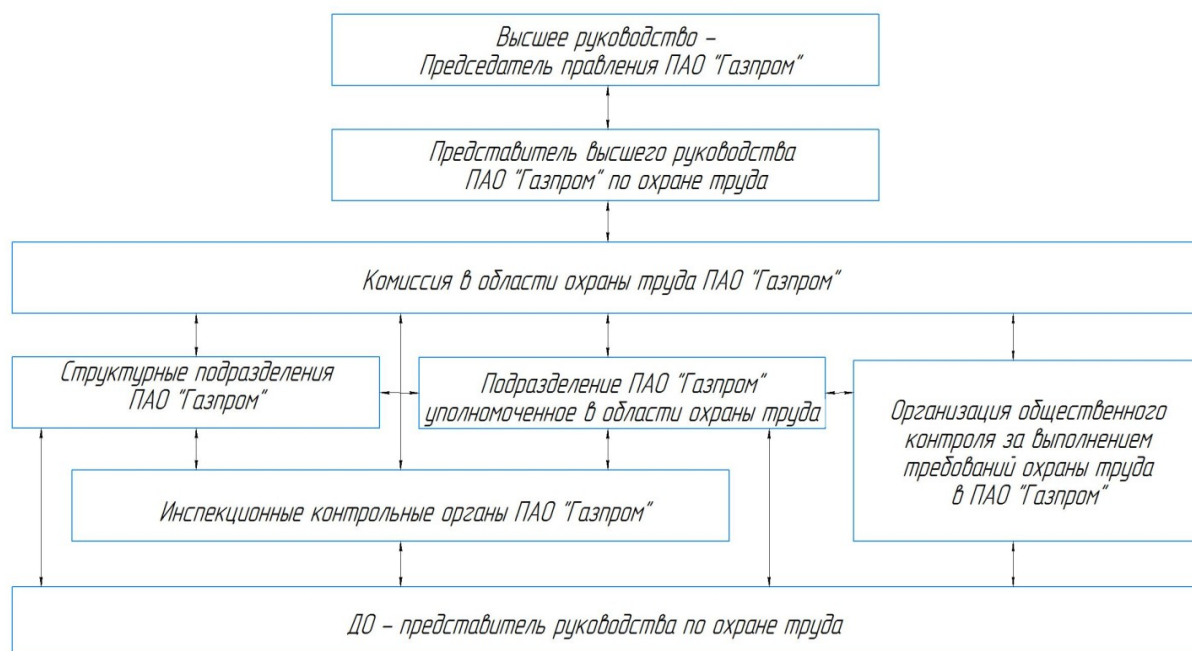 Высшее руководство –
Председатель правления ПАО "Газпром"
Представитель высшего руководства
ПАО "Газпром" по охране труда
Комиссия в области охраны труда ПАО "Газпром"
Структурные подразделения
ПАО "Газпром"
Подразделение ПАО "Газпром"
уполномоченное в области охраны труда
Организация общественного
контроля за выполнением
требований охраны труда
в ПАО "Газпром"
Инспекционные контрольные органы ПАО "Газпром"
ДО – представитель руководства по охране труда